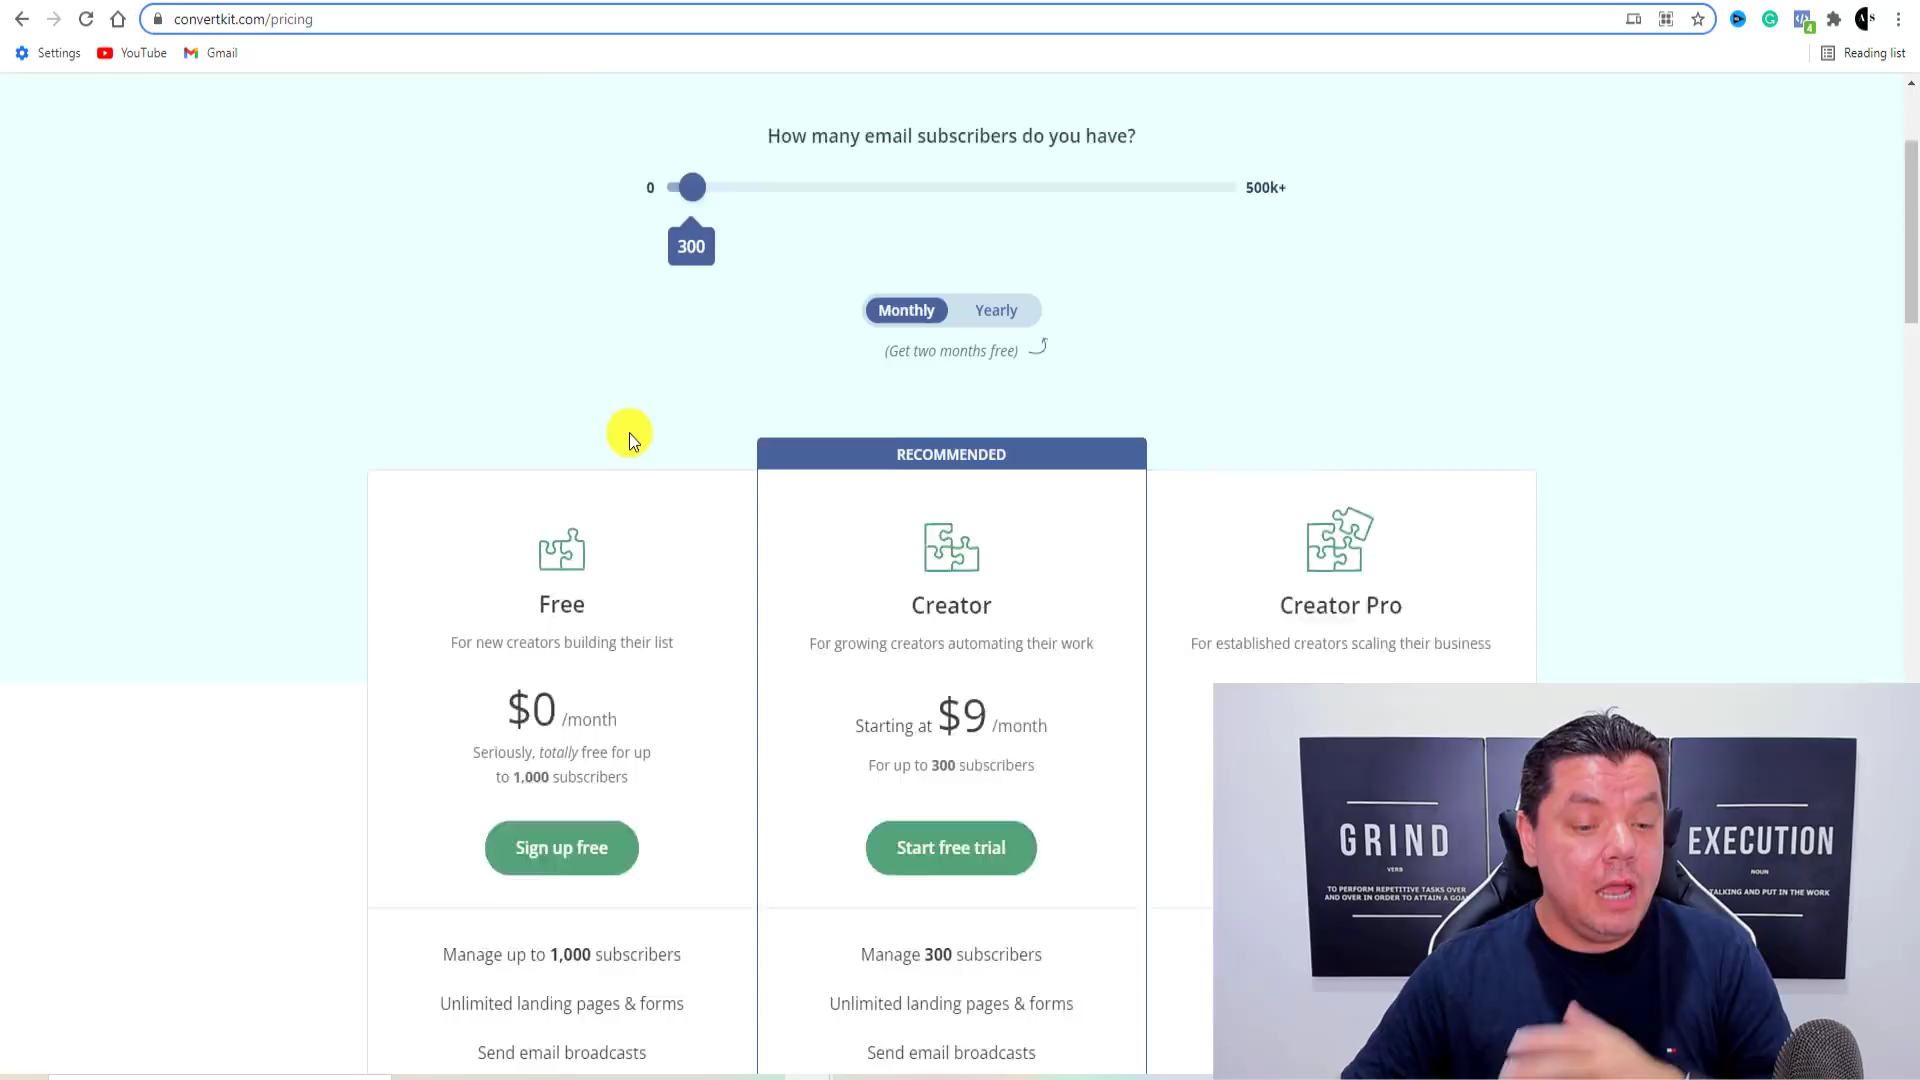 convertkit.com/pricing
Settings YouTube Gmail
Reading list
How many email subscribers do you have?
0 500k+
300
Monthly Yearly
(Get two months free)
RECOMMENDED
Free
For new creators building their list
$0 /month
Seriously, totally free for up
to 1,000 subscribers
Sign up free
Manage up to 1,000 subscribers
Unlimited landing pages & forms
Send email broadcasts
Creator
For growing creators automating their work
Starting at $9 /month
For up to 300 subscribers
Start free trial
Manage 300 subscribers
Unlimited landing pages & forms
Send email broadcasts
Creator Pro
For established creators scaling their business
GRIND
VERB
TO PERFORM REPETITIVE TASKS OVER
AND OVER IN ORDER TO ATTAIN A
EXECUTION
NOUN
TALKING AND PUT IN THE WORK